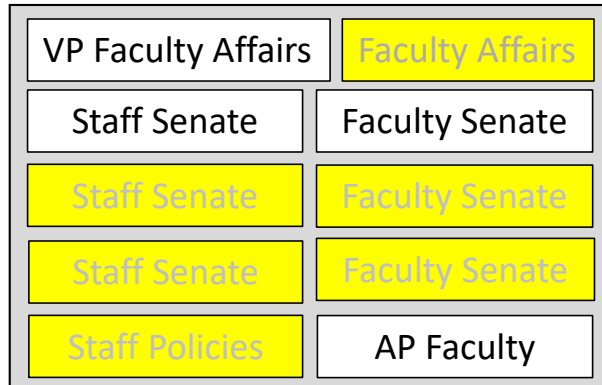 VP Faculty Affairs
Faculty Affairs
Staff Senate
Faculty Senate
Staff Senate
Faculty Senate
Staff Senate
Faculty Senate
Staff Policies
AP Faculty